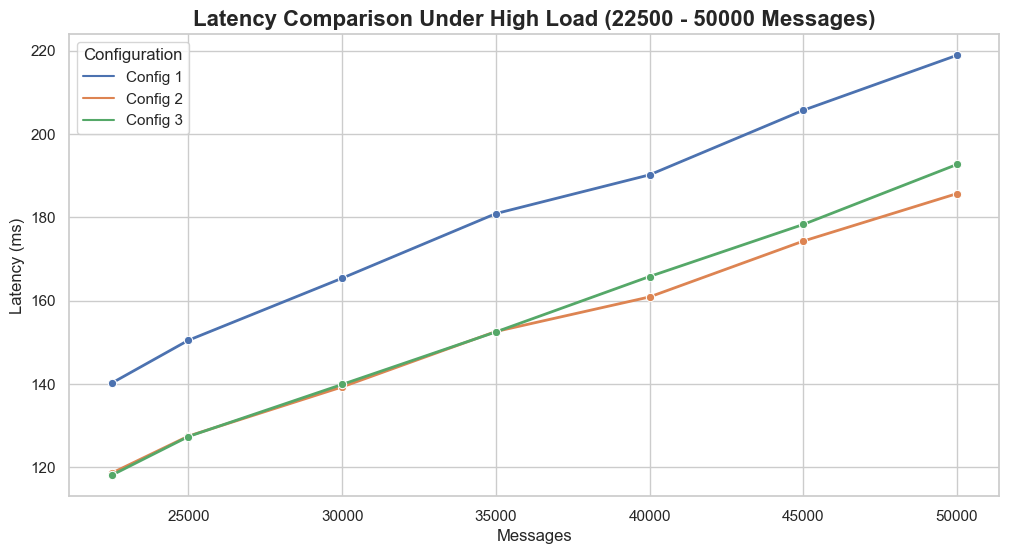 Latency Comparison Under High Load (22500 - 50000 Messages)
Configuration
Config 1
Config 2
Config 3
Latency (ms)
220
200
180
160
140
120
25000 30000 35000 40000 45000 50000
Messages